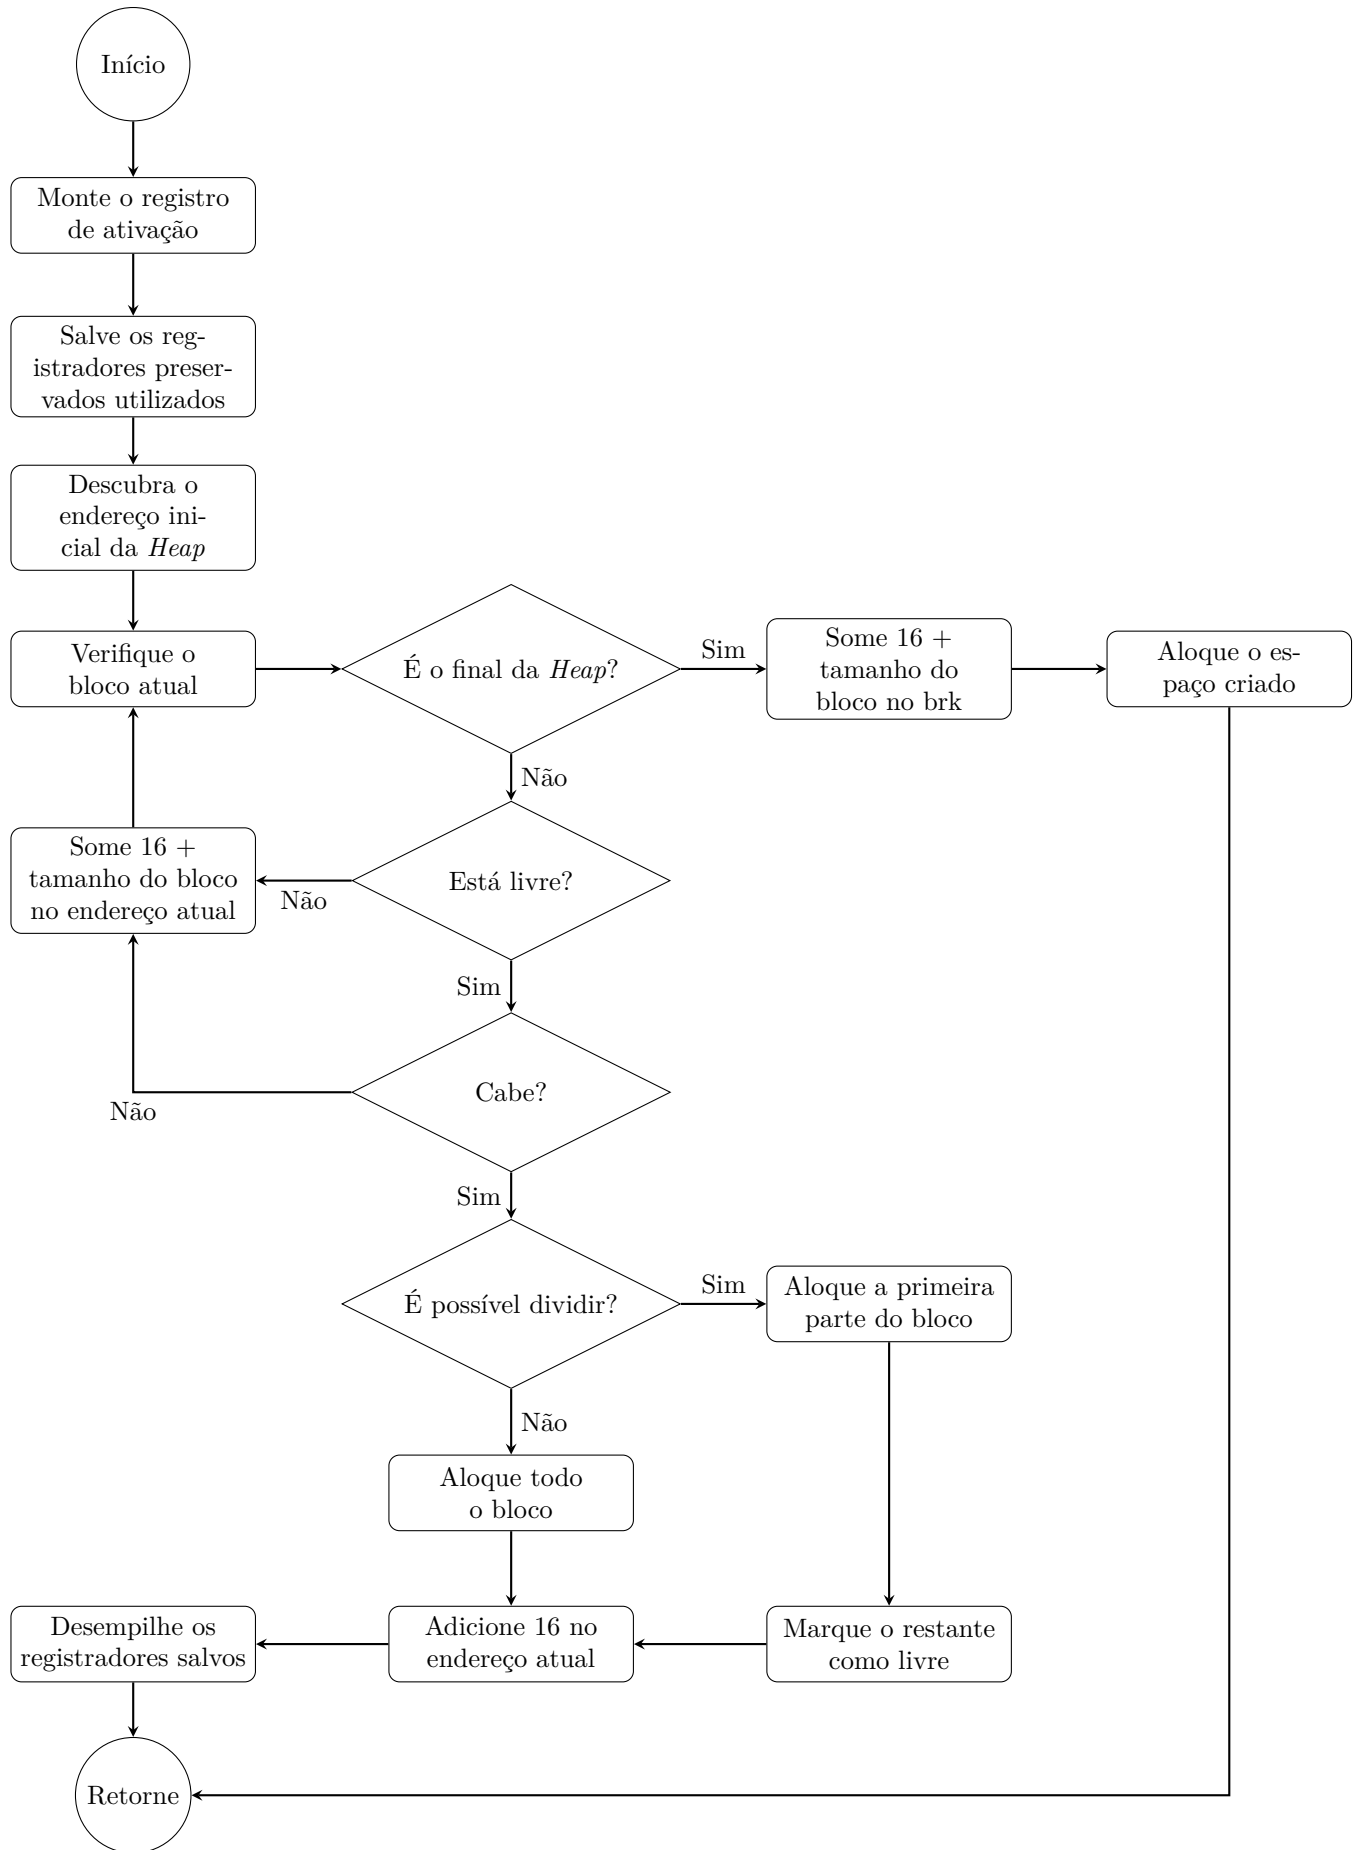 Início
Monte o registro
de ativação
Salve os reg-
istradores preser-
vados utilizados
Descubra o
endereço ini-
cial da Heap
Verifique o
bloco atual
É o final da Heap?
Sim
Some 16 +
tamanho do
bloco no brk
Aloque o es-
paço criado
Não
Some 16 +
tamanho do bloco
no endereço atual
Não
Está livre?
Sim
Cabe?
Não
Sim
É possível dividir?
Sim
Aloque a primeira
parte do bloco
Não
Aloque todo
o bloco
Desempilhe os
registradores salvos
Adicione 16 no
endereço atual
Marque o restante
como livre
Retorne